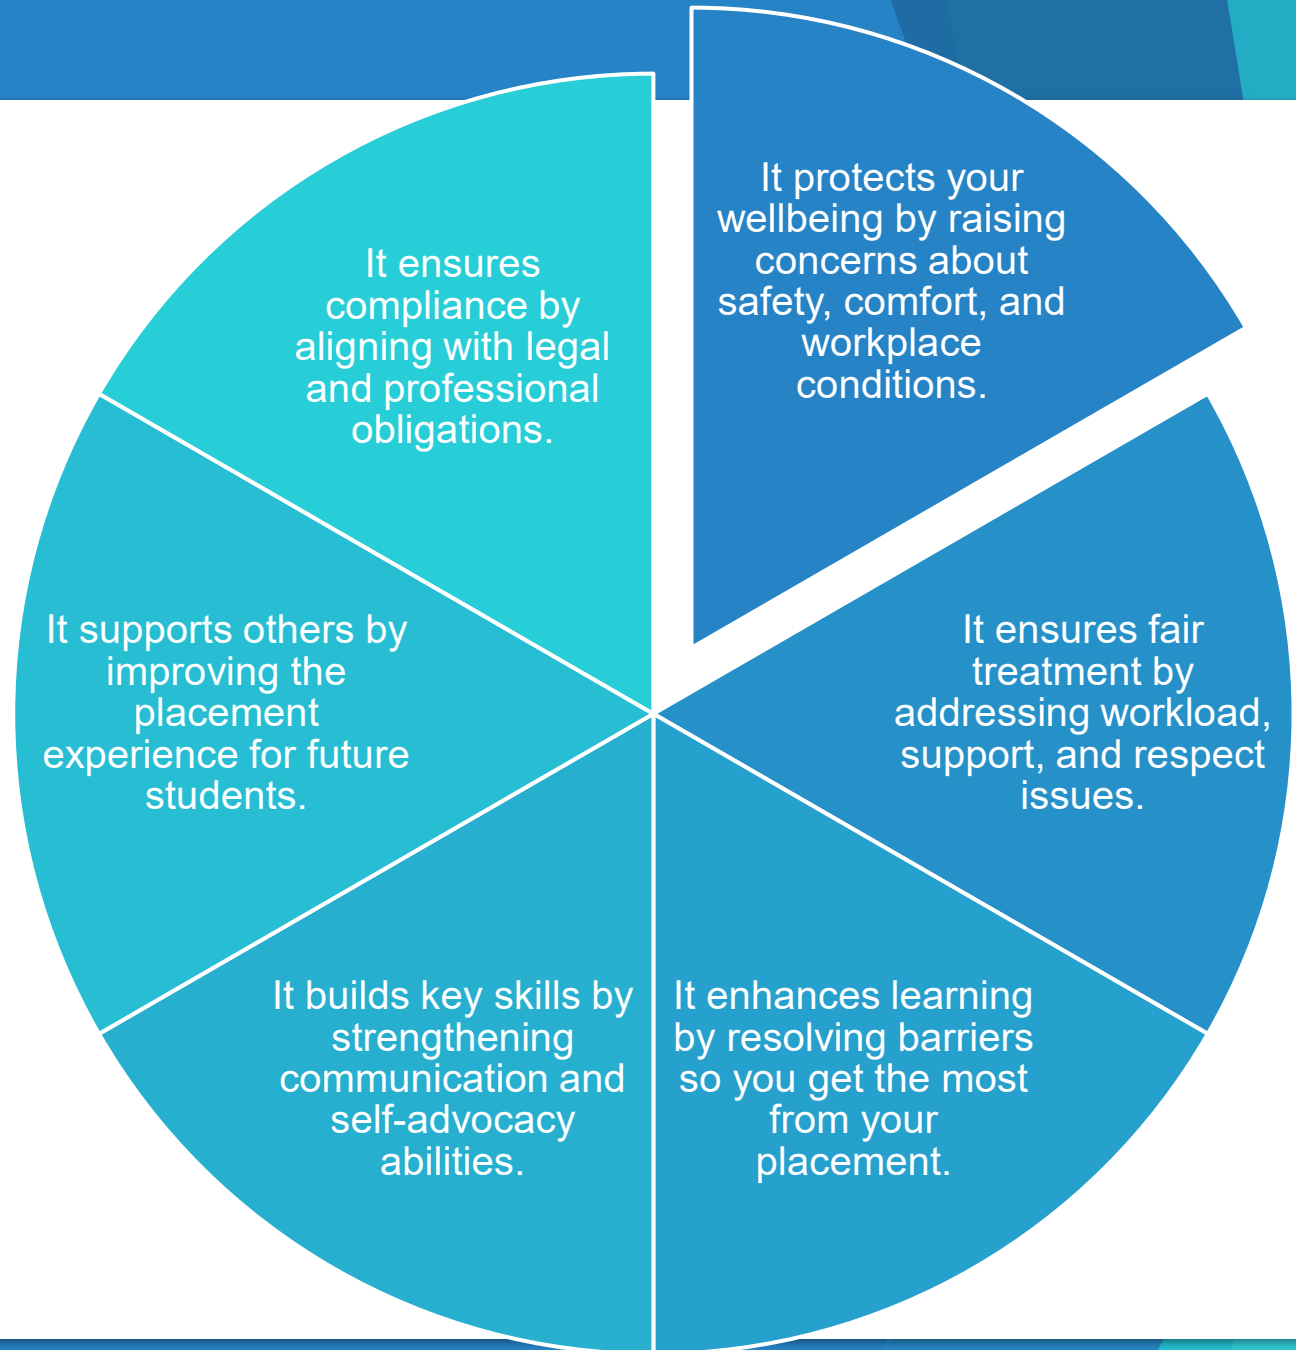 It protects your
wellbeing by raising
concerns about
safety, comfort, and
workplace
conditions.
It ensures fair
treatment by
addressing workload,
support, and respect
issues.
It enhances learning
by resolving barriers
so you get the most
from your
placement.
It builds key skills by
strengthening
communication and
self-advocacy
abilities.
It supports others by
improving the
placement
experience for future
students.
It ensures
compliance by
aligning with legal
and professional
obligations.